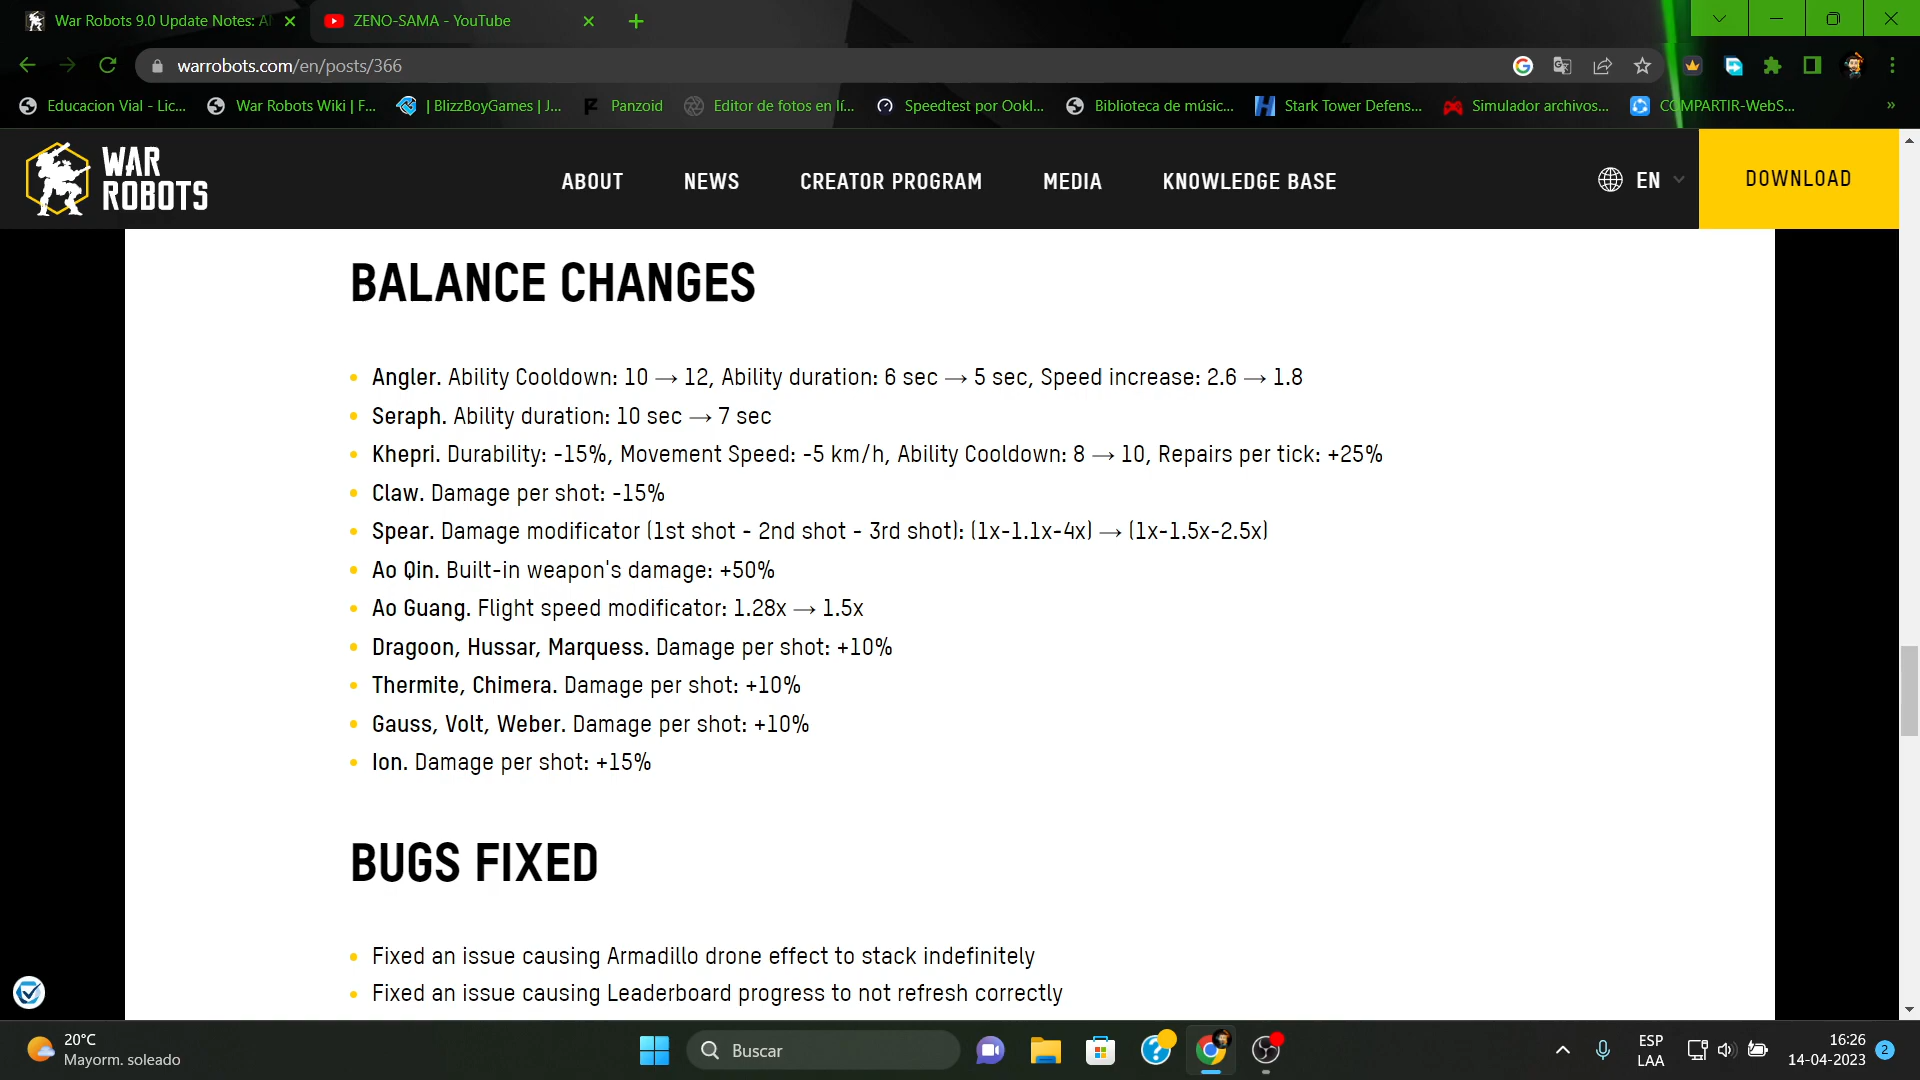 War Robots 9.0 Update Notes: A
ZENO-SAMA - YouTube
warrobots.com/en/posts/366
Educacion Vial - Lic...
War Robots Wiki | F...
| BlizzBoyGames | J...
Panzoid
Editor de fotos en lí...
Speedtest por Ookl...
Biblioteca de músic...
Stark Tower Defens...
Simulador archivos...
COMPARTIR-WebS...
»
WAR
ROBOTS
ABOUT
NEWS
CREATOR PROGRAM
MEDIA
KNOWLEDGE BASE
EN
DOWNLOAD
BALANCE CHANGES
• Angler. Ability Cooldown: 10 → 12, Ability duration: 6 sec → 5 sec, Speed increase: 2.6 → 1.8
• Seraph. Ability duration: 10 sec → 7 sec
• Khepri. Durability: -15%, Movement Speed: -5 km/h, Ability Cooldown: 8 → 10, Repairs per tick: +25%
• Claw. Damage per shot: -15%
• Spear. Damage modificator (1st shot - 2nd shot - 3rd shot): (1x-1.1x-4x) → (1x-1.5x-2.5x)
• Ao Qin. Built-in weapon's damage: +50%
• Ao Guang. Flight speed modificator: 1.28x → 1.5x
• Dragoon, Hussar, Marquess. Damage per shot: +10%
• Thermite, Chimera. Damage per shot: +10%
• Gauss, Volt, Weber. Damage per shot: +10%
• Ion. Damage per shot: +15%
BUGS FIXED
• Fixed an issue causing Armadillo drone effect to stack indefinitely
• Fixed an issue causing Leaderboard progress to not refresh correctly
20°C
Mayorm. soleado
Buscar
ESP
LAA
16:26
14-04-2023
2